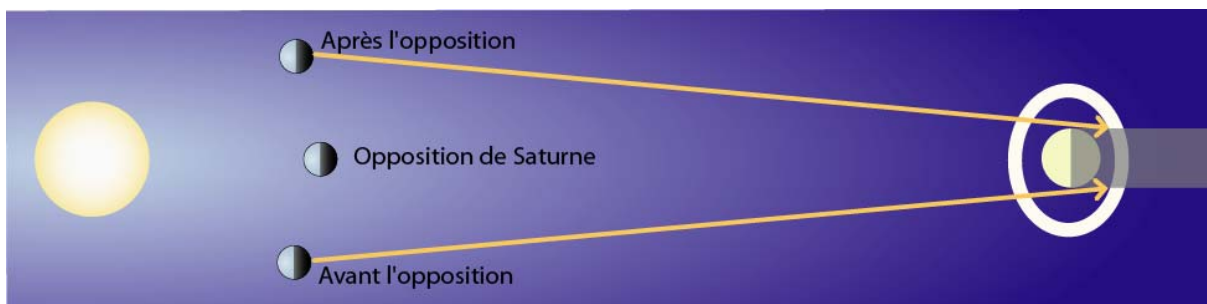 Après l'opposition
Opposition de Saturne
Avant l'opposition